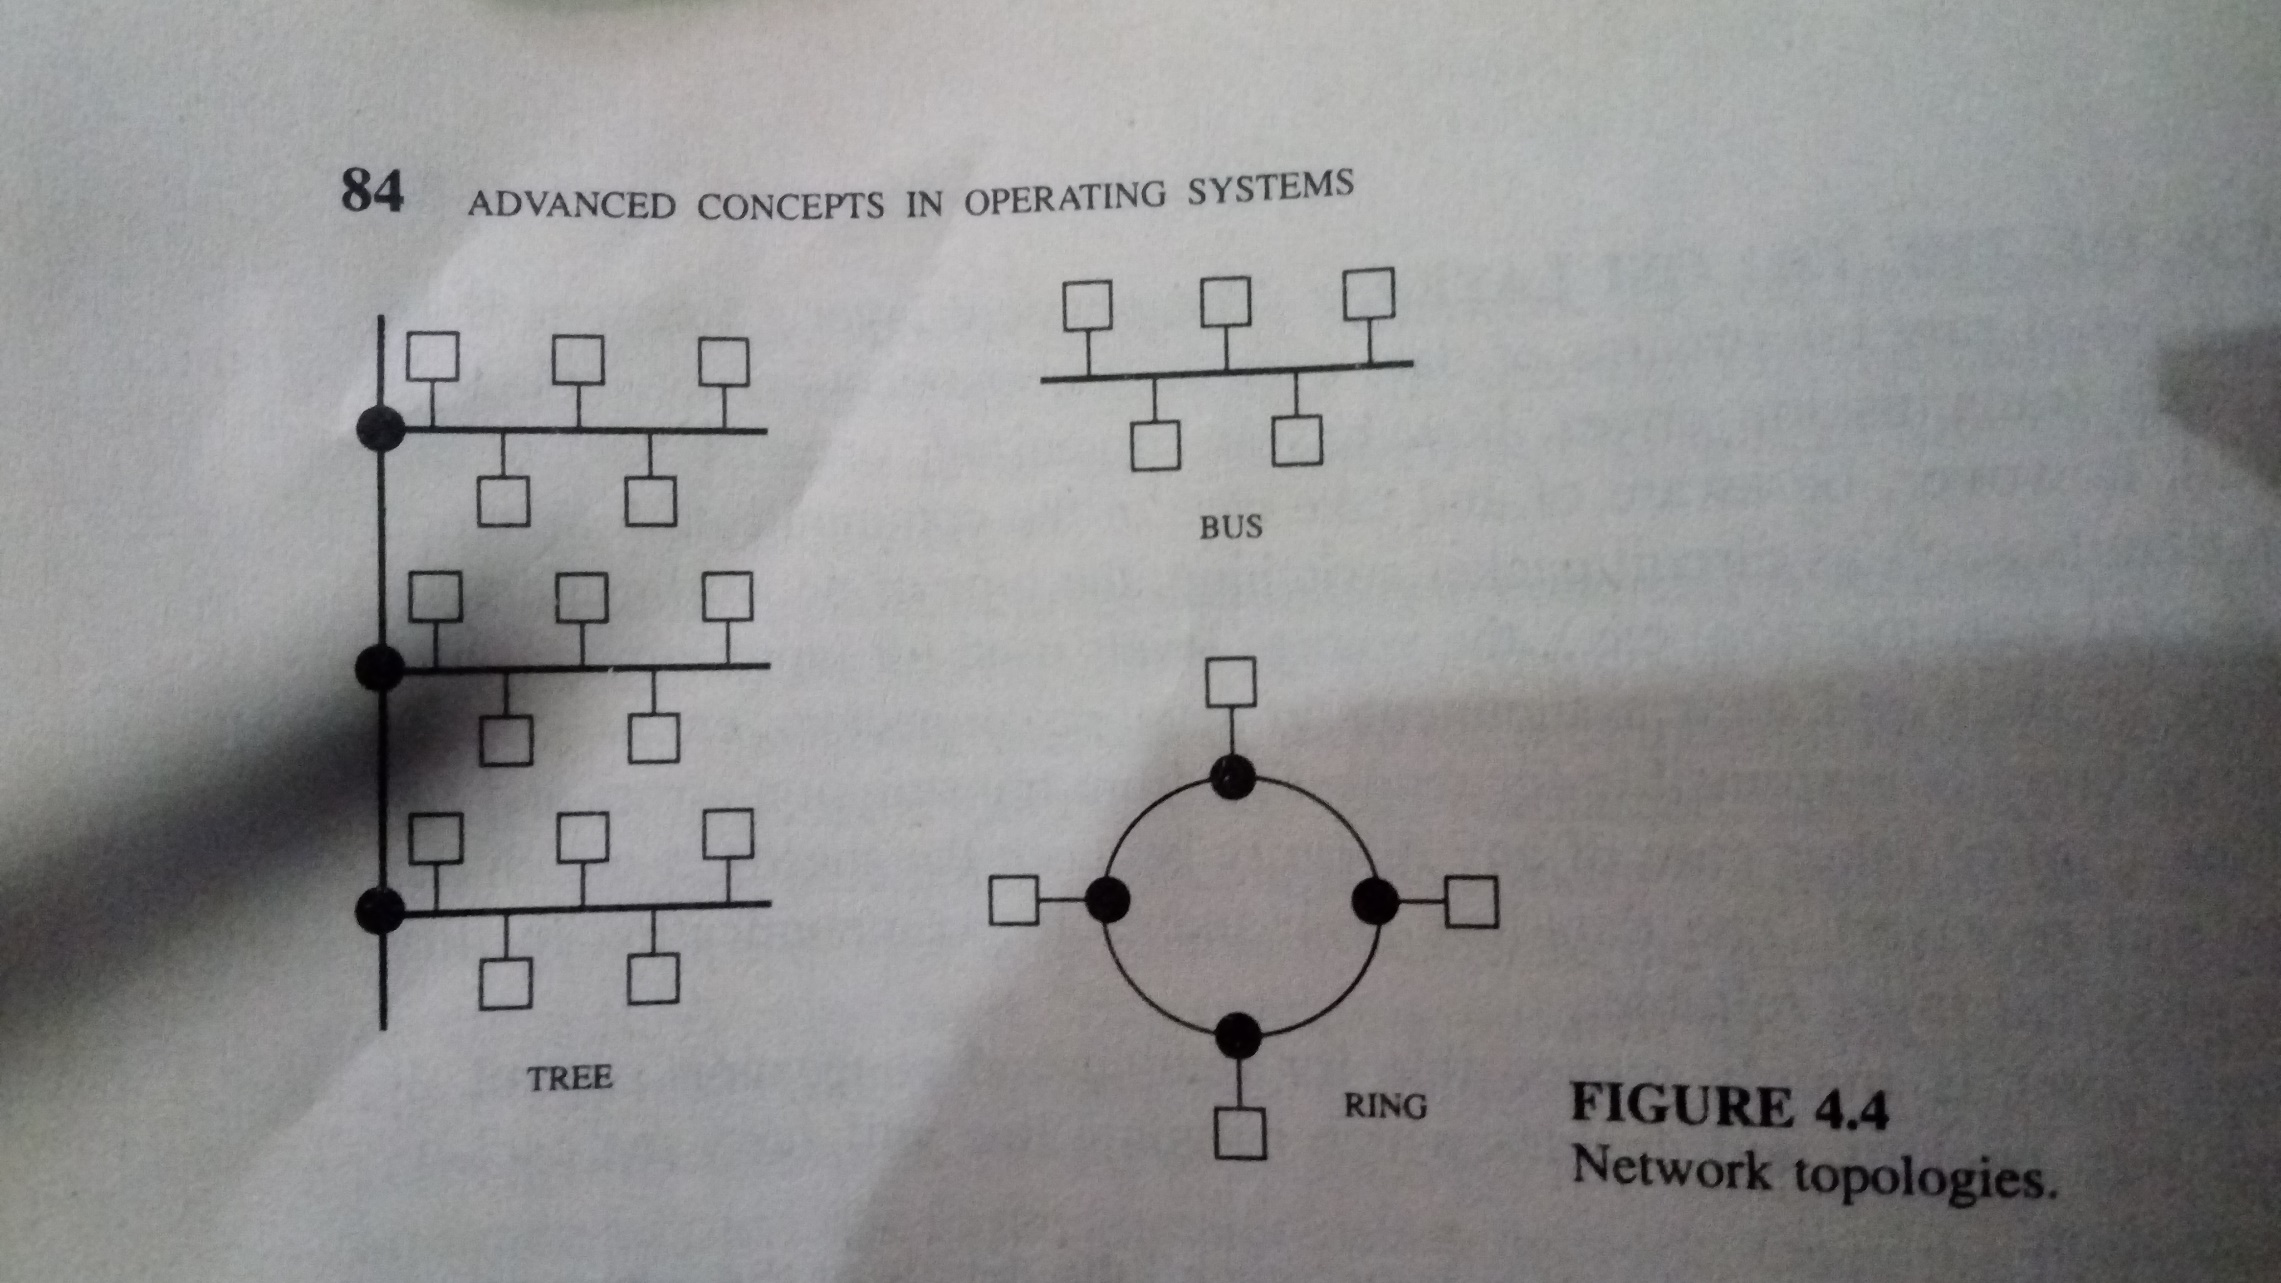 84 ADVANCED CONCEPTS IN OPERATING SYSTEMS
BUS
TREE
RING
FIGURE 4.4
Network topologies.